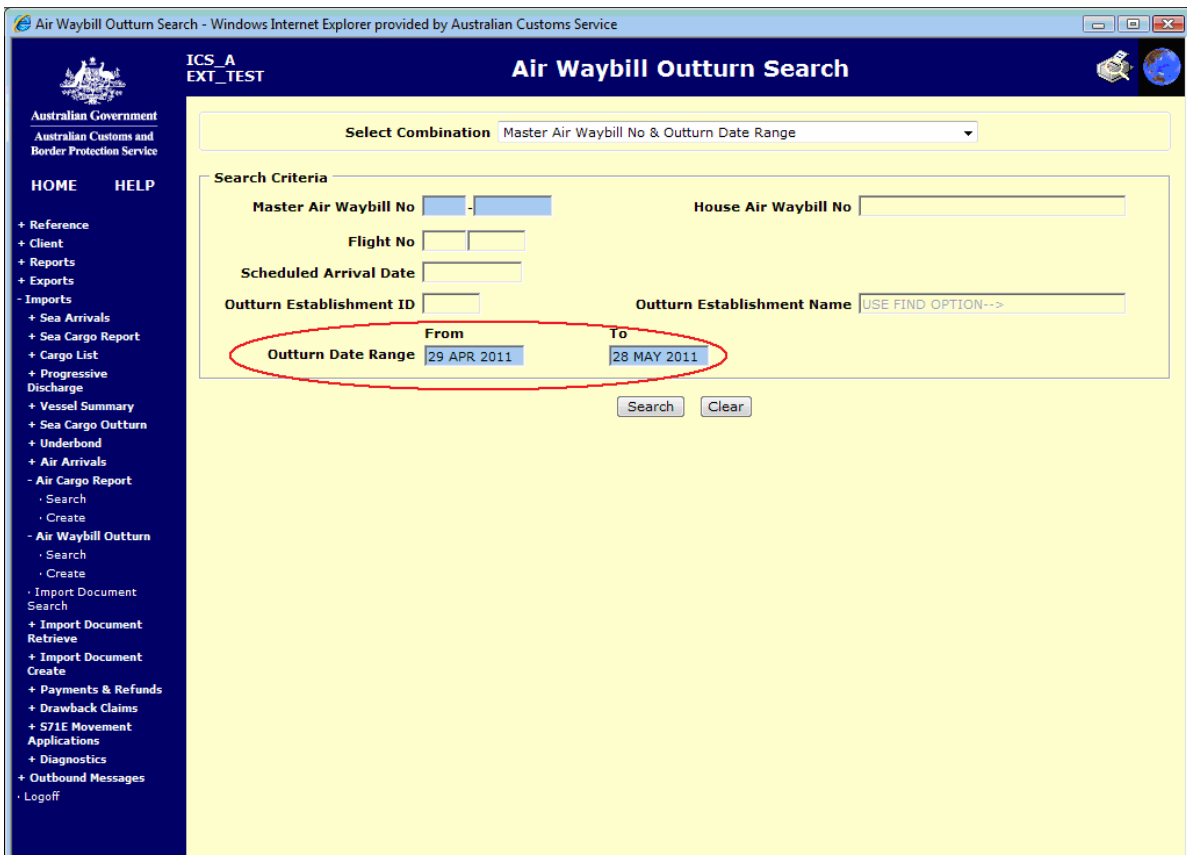 Air Waybill Outturn Search - Windows Internet Explorer provided by Australian Customs Service
Australian Government
Australian Customs and
Border Protection Service
HOME HELP
+ Reference
+ Client
+ Reports
+ Exports
- Imports
+ Sea Arrivals
+ Sea Cargo Report
+ Cargo List
+ Progressive
Discharge
+ Vessel Summary
+ Sea Cargo Outturn
+ Underbond
+ Air Arrivals
- Air Cargo Report
· Search
· Create
- Air Waybill Outturn
· Search
· Create
· Import Document
Search
+ Import Document
Retrieve
+ Import Document
Create
+ Payments & Refunds
+ Drawback Claims
+ S71E Movement
Applications
+ Diagnostics
+ Outbound Messages
· Logoff
ICS_A
EXT_TEST
Air Waybill Outturn Search
Select Combination Master Air Waybill No & Outturn Date Range
Search Criteria
Master Air Waybill No - House Air Waybill No
Flight No
Scheduled Arrival Date
Outturn Establishment ID Outturn Establishment Name USE FIND OPTION-->
From To
Outturn Date Range 29 APR 2011 28 MAY 2011
Search Clear